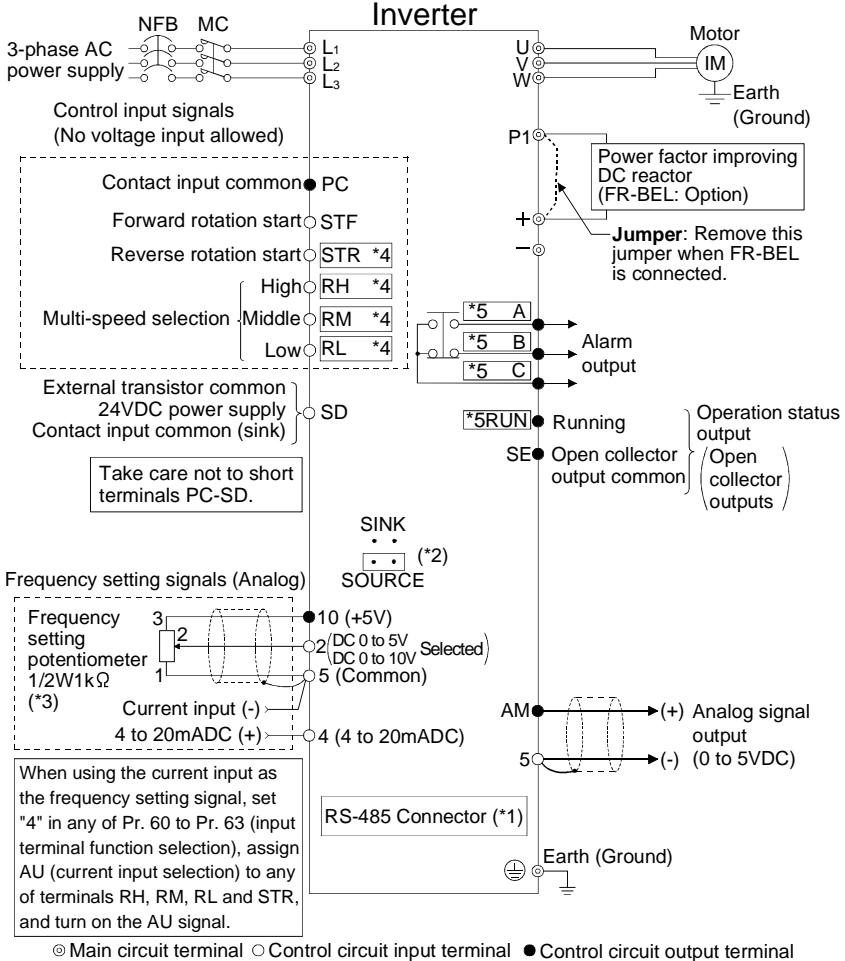 Inverter
NFB MC
3-phase AC
power supply
L1
L2
L3
U
V
W
Motor
IM
Earth
(Ground)
Control input signals
(No voltage input allowed)
P1
Power factor improving
DC reactor
(FR-BEL: Option)
+
−
Jumper: Remove this
jumper when FR-BEL
is connected.
Contact input common PC
Forward rotation start STF
Reverse rotation start STR *4
Multi-speed selection
High RH *4
Middle RM *4
Low RL *4
*5 A
*5 B
*5 C
Alarm
output
External transistor common
24VDC power supply
Contact input common (sink)
SD
*5RUN Running
SE Open collector
output common
Operation status
output
(Open
collector
outputs)
Take care not to short
terminals PC-SD.
SINK
(*2)
SOURCE
Frequency setting signals (Analog)
Frequency
setting
potentiometer
1/2W1kΩ
(*3)
3
2
1
10 (+5V)
2 (DC 0 to 5V
DC 0 to 10V Selected)
5 (Common)
Current input (-)
4 to 20mADC (+)
4 (4 to 20mADC)
AM
5
(+)
(-)
Analog signal
output
(0 to 5VDC)
When using the current input as
the frequency setting signal, set
"4" in any of Pr. 60 to Pr. 63 (input
terminal function selection), assign
AU (current input selection) to any
of terminals RH, RM, RL and STR,
and turn on the AU signal.
RS-485 Connector (*1)
Earth (Ground)
Main circuit terminal Control circuit input terminal Control circuit output terminal